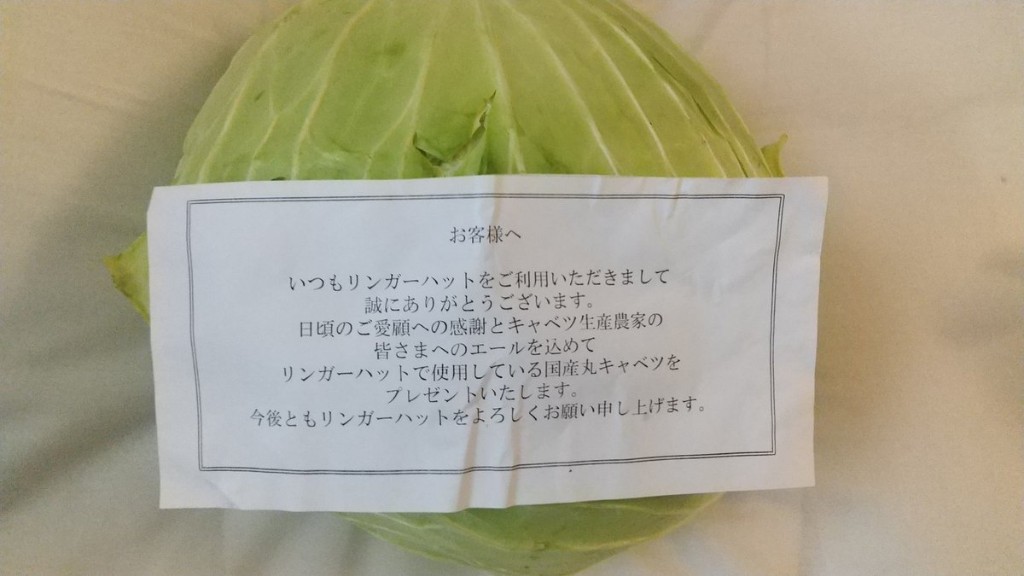 お客様へ
いつもリンガーハットをご利用いただきまして
誠にありがとうございます。
日頃のご愛顧への感謝とキャベツ生産農家の
皆さまへのエールを込めて
リンガーハットで使用している国産丸キャベツを
プレゼントいたします。
今後ともリンガーハットをよろしくお願い申し上げます。